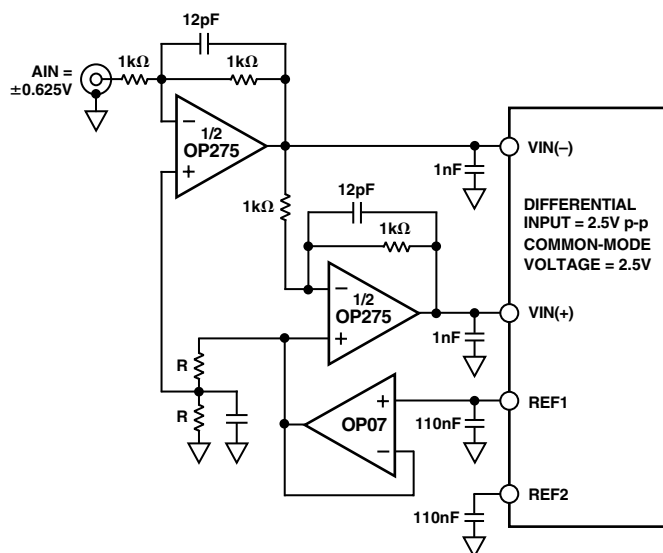 12pF
1kΩ
1kΩ
AIN =
±0.625V
1/2
OP275
VIN(–)
1nF
1kΩ
12pF
1kΩ
DIFFERENTIAL
INPUT = 2.5V p-p
COMMON-MODE
VOLTAGE = 2.5V
1/2
OP275
VIN(+)
1nF
R
R
OP07
REF1
110nF
REF2
110nF